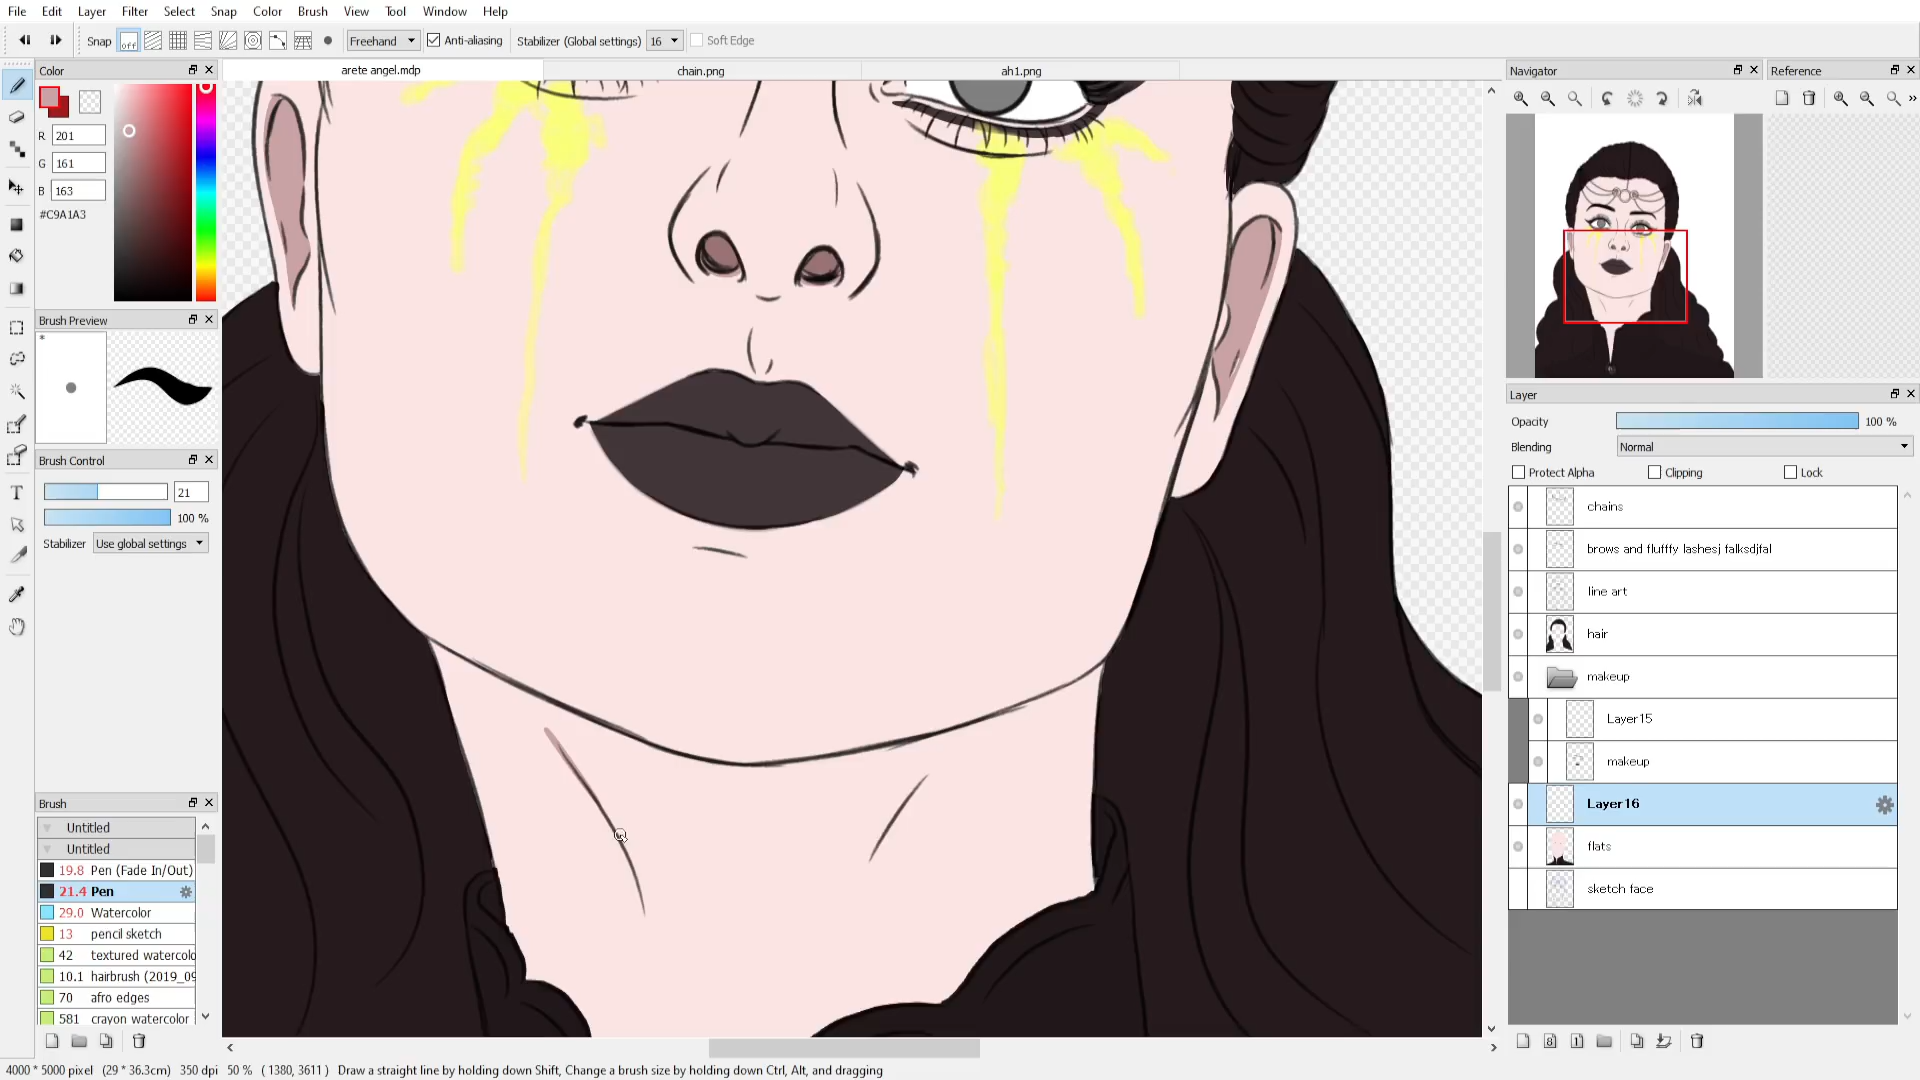 File Edit Layer Filter Select Snap Color Brush View Tool Window Help
Snap off Freehand Anti-aliasing Stabilizer (Global settings) 16 Soft Edge
Color
R 201
G 161
B 163
#C9A1A3
Brush Preview
*
Brush Control
21
100 %
Stabilizer Use global settings
Brush
Untitled
Untitled
19.8 Pen (Fade In/Out)
21.4 Pen
29.0 Watercolor
13 pencil sketch
42 textured watercolo
10.1 hairbrush (2019_09
70 afro edges
581 crayon watercolor
arete angel.mdp chain.png ah1.png
Navigator
Reference
Layer
Opacity 100 %
Blending Normal
Protect Alpha Clipping Lock
chains
brows and flufffy lashesj falksdjfal
line art
hair
makeup
Layer15
makeup
Layer16
flats
sketch face
4000 * 5000 pixel (29 * 36.3cm) 350 dpi 50 % ( 1380, 3611 ) Draw a straight line by holding down Shift, Change a brush size by holding down Ctrl, Alt, and dragging